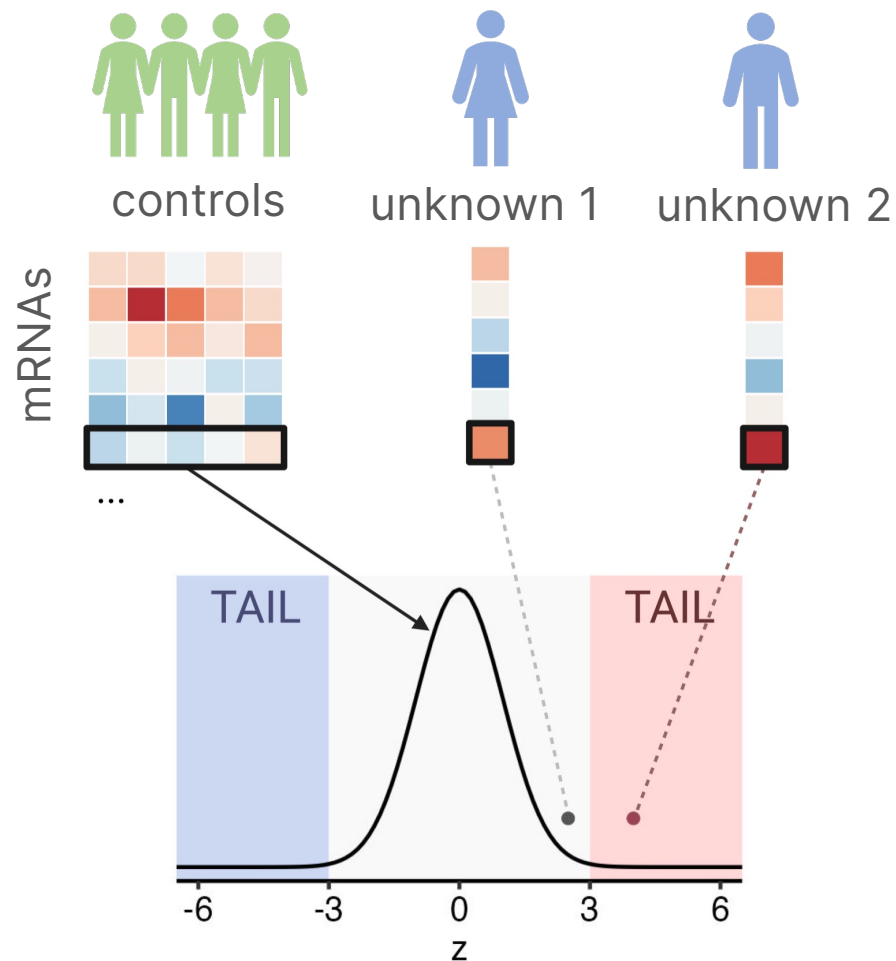 controls
unknown 1
unknown 2
mRNAs
...
TAIL
TAIL
-6
-3
0
3
6
z